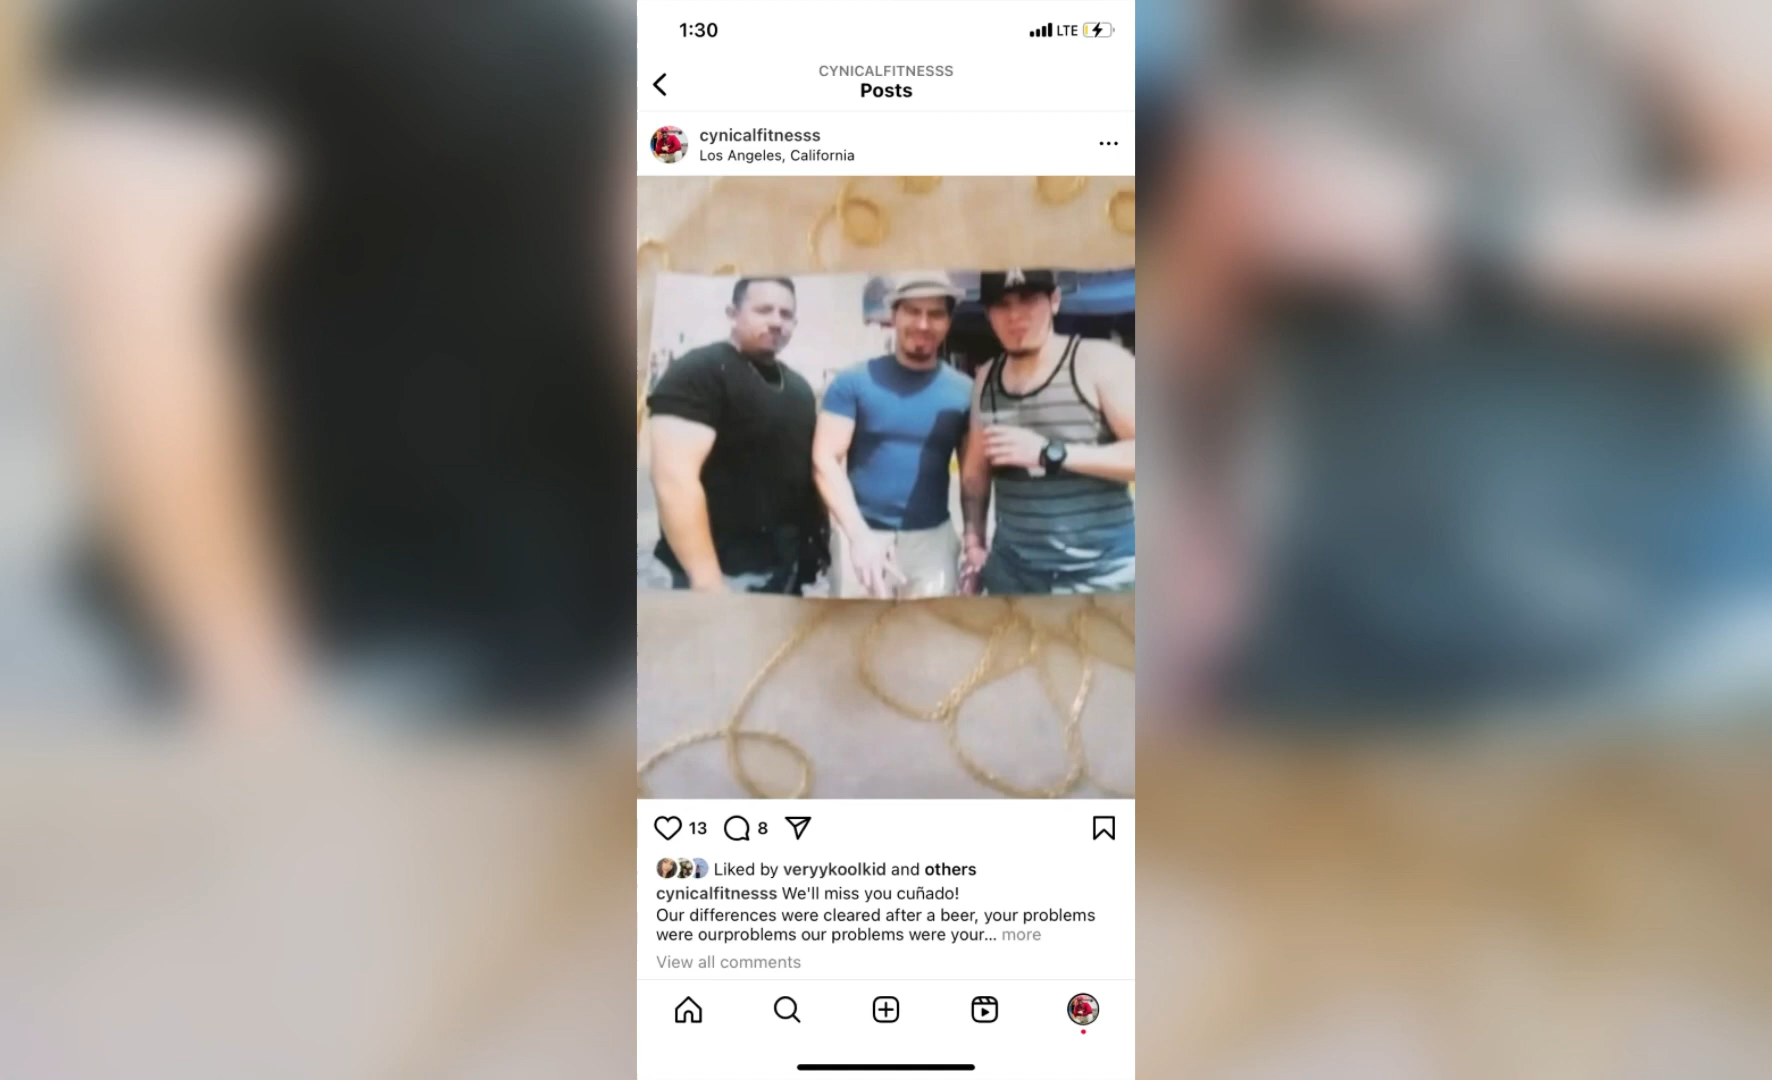 1:30
LTE
CYNICALFITNESSS
Posts
cynicalfitnesss
Los Angeles, California
A
13
8
Liked by veryykoolkid and others
cynicalfitnesss We'll miss you cuñado!
Our differences were cleared after a beer, your problems
were ourproblems our problems were your... more
View all comments